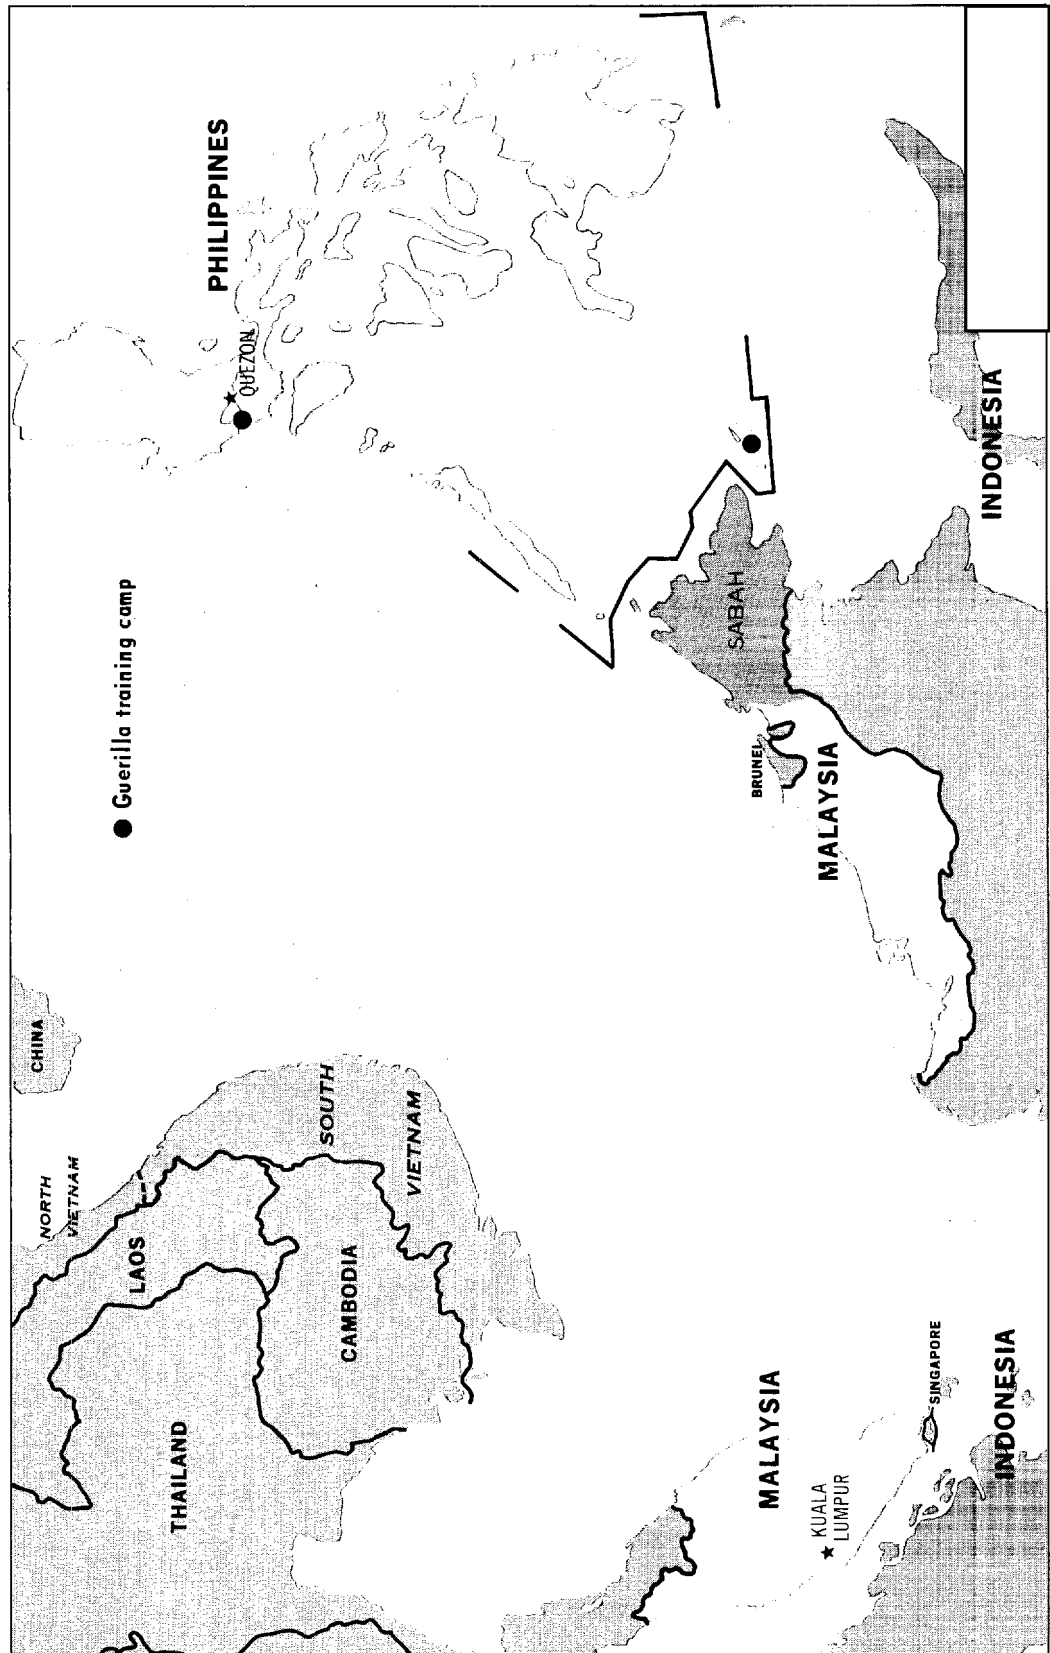 CHINA
NORTH
VIETNAM
LAOS
THAILAND
CAMBODIA
SOUTH
VIETNAM
Guerilla training camp
PHILIPPINES
QUEZON
SABAH
BRUNEI
MALAYSIA
INDONESIA
MALAYSIA
KUALA
LUMPUR
SINGAPORE
INDONESIA